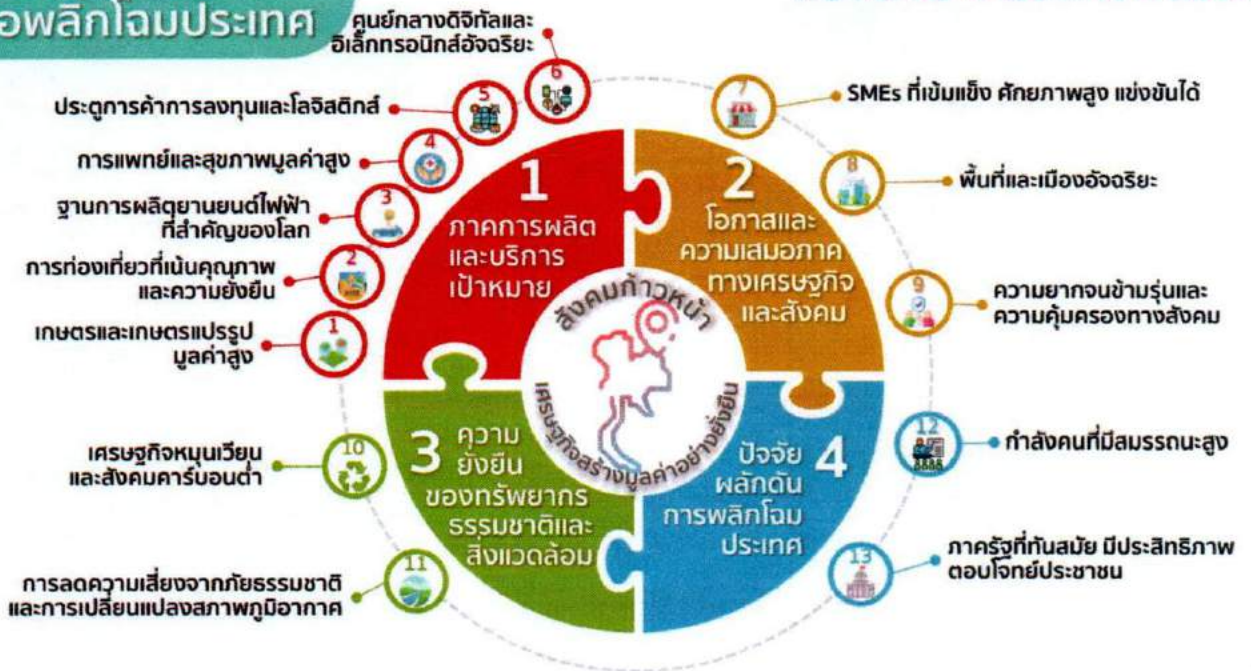 อพลิกโฉมประเทศ
ศูนย์กลางดิจิทัลและ
อิเล็กทรอนิกส์อัจฉริยะ
6
ประตูการค้าการลงทุนและโลจิสติกส์
5
การแพทย์และสุขภาพมูลค่าสูง
4
ฐานการผลิตยานยนต์ไฟฟ้า
ที่สำคัญของโลก
3
การท่องเที่ยวที่เน้นคุณภาพ
และความยั่งยืน
2
เกษตรและเกษตรแปรรูป
มูลค่าสูง
1
1
ภาคการผลิต
และบริการ
เป้าหมาย
7
SMEs ที่เข้มแข็ง ศักยภาพสูง แข่งขันได้
8
พื้นที่และเมืองอัจฉริยะ
9
ความยากจนข้ามรุ่นและ
ความคุ้มครองทางสังคม
2
โอกาสและ
ความเสมอภาค
ทางเศรษฐกิจ
และสังคม
สังคมก้าวหน้า
เศรษฐกิจสร้างมูลค่าอย่างยั่งยืน
เศรษฐกิจหมุนเวียน
และสังคมคาร์บอนต่ำ
10
การลดความเสี่ยงจากภัยธรรมชาติ
และการเปลี่ยนแปลงสภาพภูมิอากาศ
11
3
ความ
ยั่งยืน
ของทรัพยากร
ธรรมชาติและ
สิ่งแวดล้อม
4
ปัจจัย
ผลักดัน
การพลิกโฉม
ประเทศ
12
กำลังคนที่มีสมรรถนะสูง
13
ภาครัฐที่ทันสมัย มีประสิทธิภาพ
ตอบโจทย์ประชาชน